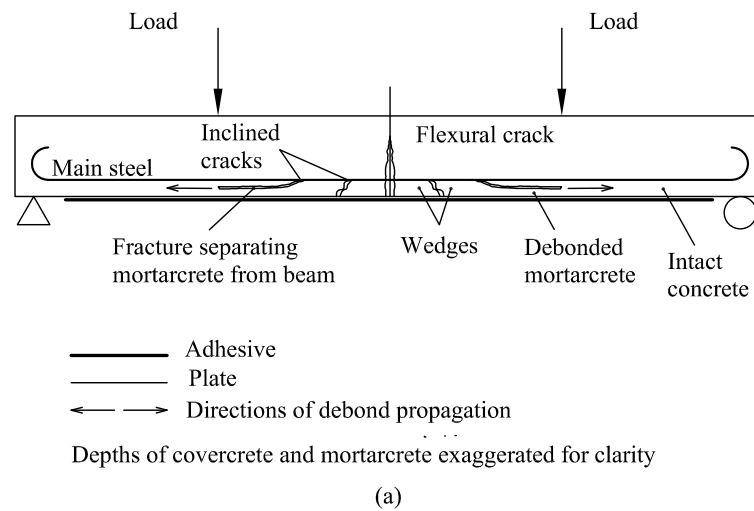 Load
Load
Inclined
cracks
Flexural crack
Main steel
Fracture separating
mortarcrete from beam
Wedges
Debonded
mortarcrete
Intact
concrete
Adhesive
Plate
Directions of debond propagation
Depths of covercrete and mortarcrete exaggerated for clarity
(a)